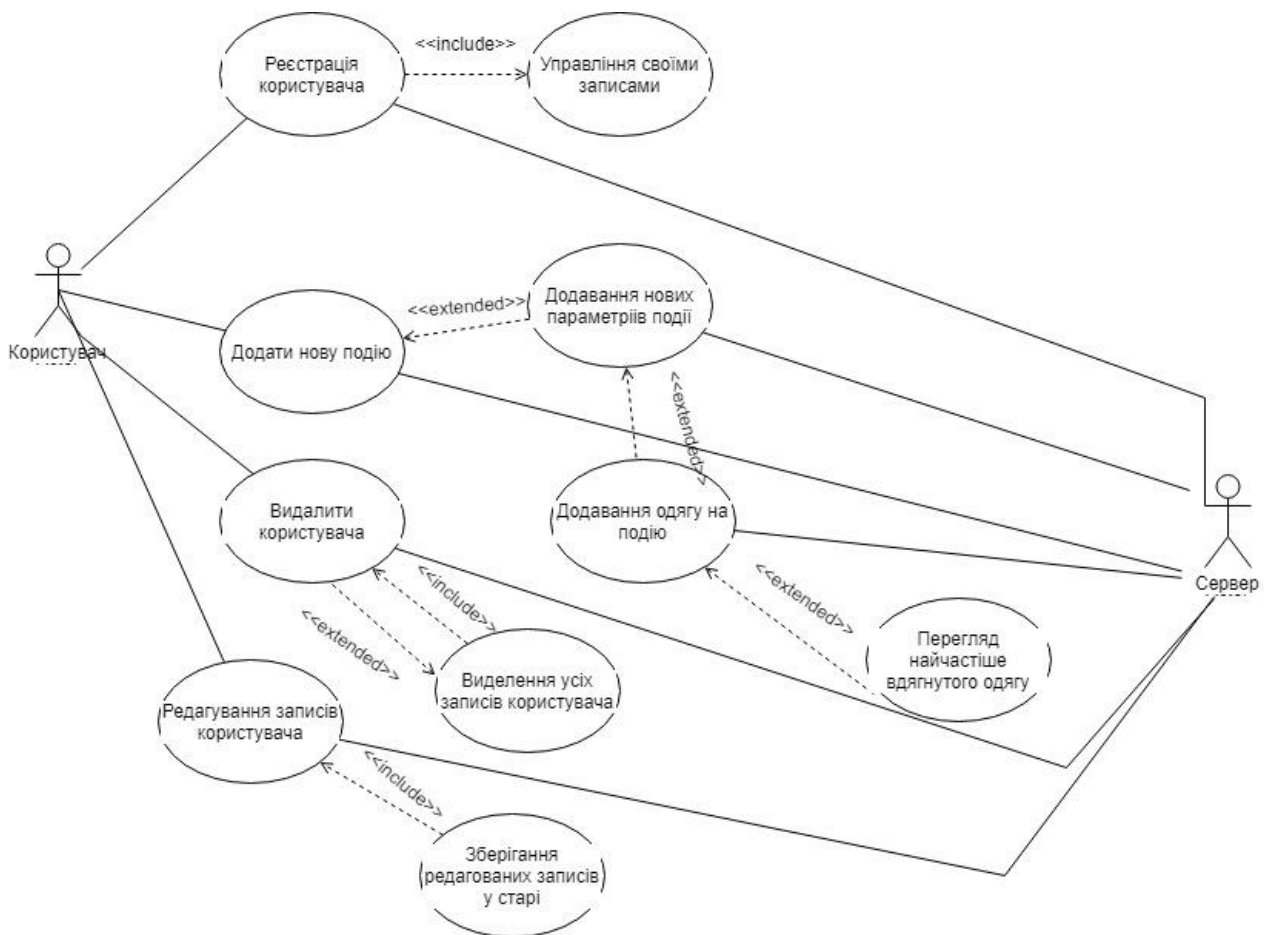 <<include>>
Реєстрація
користувача
Управління своїми
записами
Користувач
<<extended>>
Додавання нових
параметріів події
Додати нову подію
<<extended>>
Видалити
користувача
Додавання одягу на
подію
Сервер
<<include>>
<<extended>>
<<extended>>
Перегляд
найчастіше
вдягнутого одягу
Виделення усіх
записів користувача
Редагування записів
користувача
<<include>>
Зберігання
редагованих записів
у старі